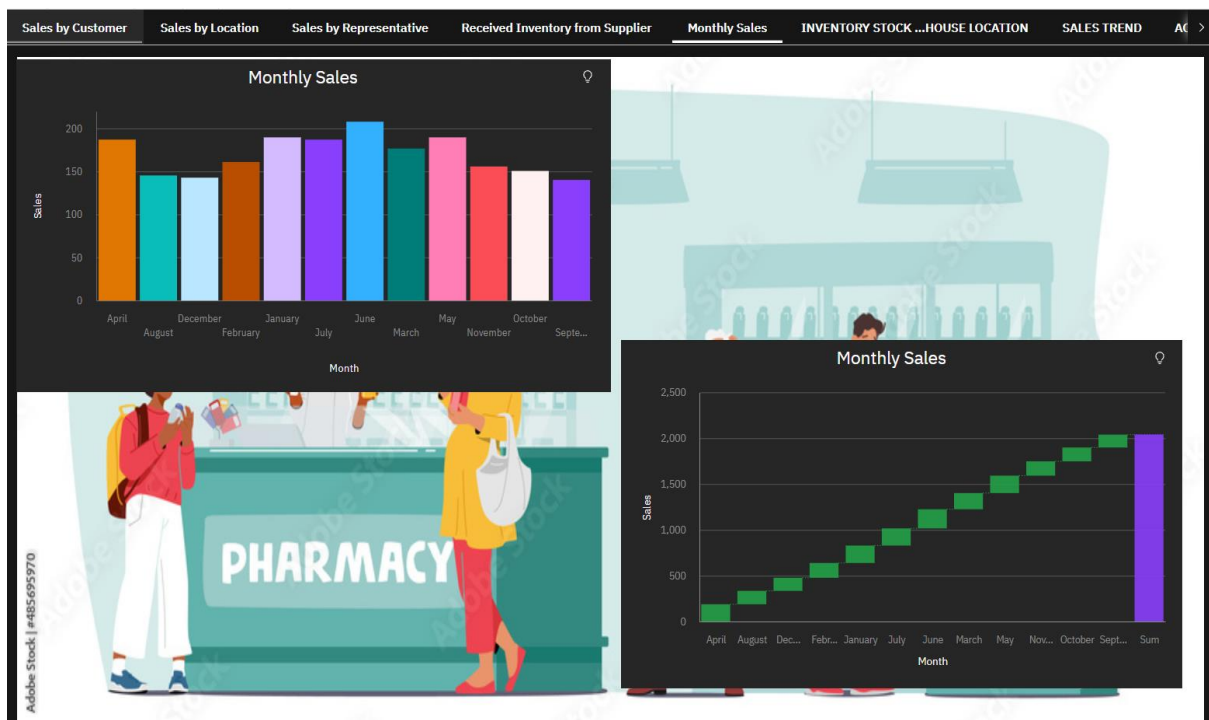 Sales by Customer Sales by Location Sales by Representative Received Inventory from Supplier Monthly Sales INVENTORY STOCK ...HOUSE LOCATION SALES TREND
Monthly Sales
200
150
100
50
0
Sales
April December January June May October
August February July March November Septe...
Month
Monthly Sales
2,500
2,000
1,500
1,000
500
0
Sales
April August Dec... Febr... January July June March May Nov... October Sept... Sum
Month
PHARMACY
Adobe Stock | #485695970
Adobe Stock